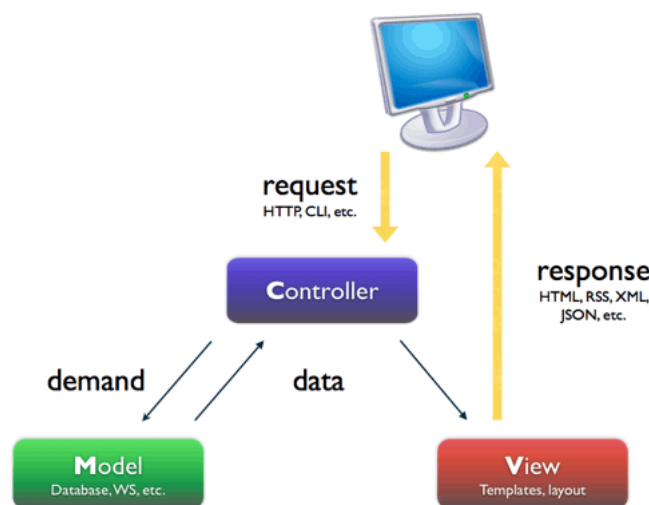 request
HTTP, CLI, etc.
Controller
response
HTML, RSS, XML,
JSON, etc.
demand
data
Model
Database, WS, etc.
View
Templates, layout